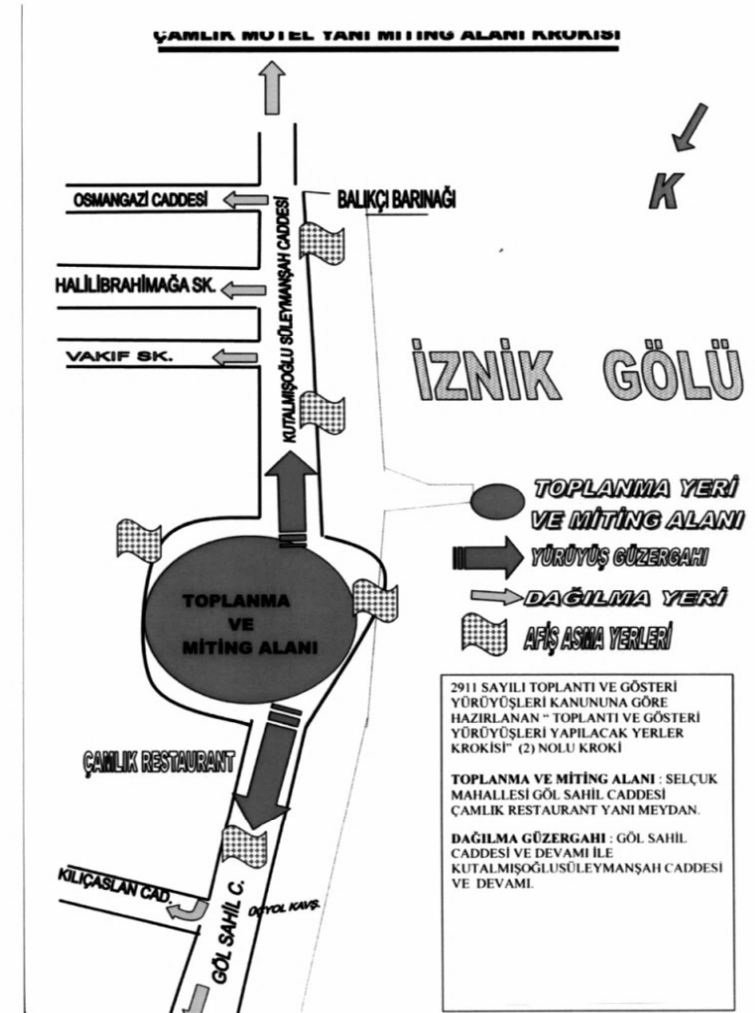 ÇAMLIK MOTEL YANI MİTİNG ALANI KROKİSİ
K
OSMANGAZİ CADDESİ
BALIKÇI BARINAĞI
KUTALMIŞOĞLU SÜLEYMANŞAH CADDESİ
HALİLİBRAHİMAĞA SK.
VAKIF SK.
İZNİK GÖLÜ
TOPLANMA YERİ
VE MİTİNG ALANI
YÜRÜYÜŞ GÜZERGAHI
DAĞILMA YERİ
AFİŞ ASMA YERLERİ
TOPLANMA
VE
MİTİNG ALANI
ÇAMLIK RESTAURANT
KILIÇASLAN CAD.
GÖL SAHİL C.
ÜÇYOL KAVŞ.
2911 SAYILI TOPLANTI VE GÖSTERİ
YÜRÜYÜŞLERİ KANUNUNA GÖRE
HAZIRLANAN “ TOPLANTI VE GÖSTERİ
YÜRÜYÜŞLERİ YAPILACAK YERLER
KROKİSİ” (2) NOLU KROKİ
TOPLANMA VE MİTİNG ALANI : SELÇUK
MAHALLESİ GÖL SAHİL CADDESİ
ÇAMLIK RESTAURANT YANI MEYDAN.
DAĞILMA GÜZERGAHI : GÖL SAHİL
CADDESİ VE DEVAMI İLE
KUTALMIŞOĞLUSÜLEYMANŞAH CADDESİ
VE DEVAMI.